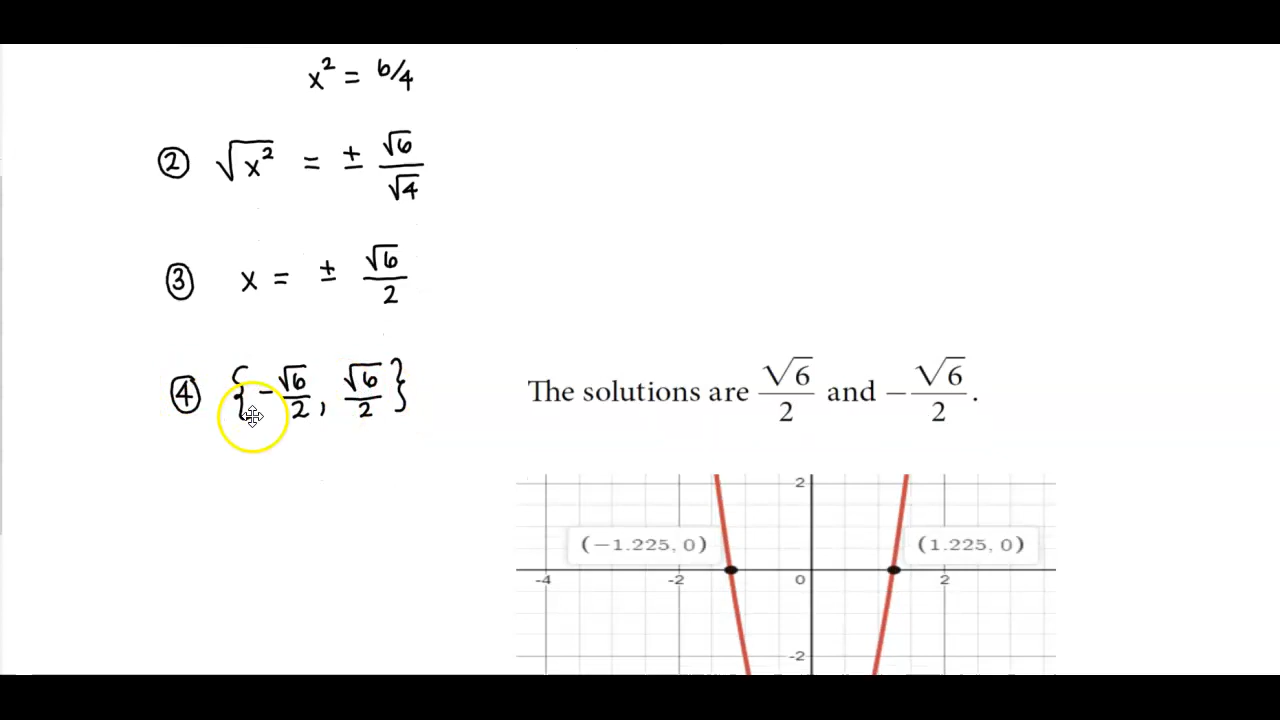 x² = 6/4
② √x² = ± √6/√4
③ x = ± √6/2
④ {-√6/2, √6/2}
The solutions are √6/2 and −√6/2.
2
(−1.225, 0) (1.225, 0)
-4 -2 0 2
-2